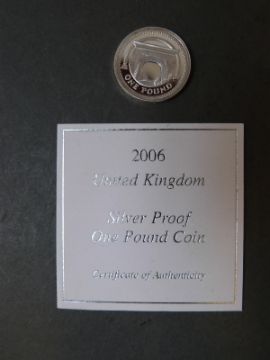 ONE POUND
2006
United Kingdom
Silver Proof
One Pound Coin
Certificate of Authenticity